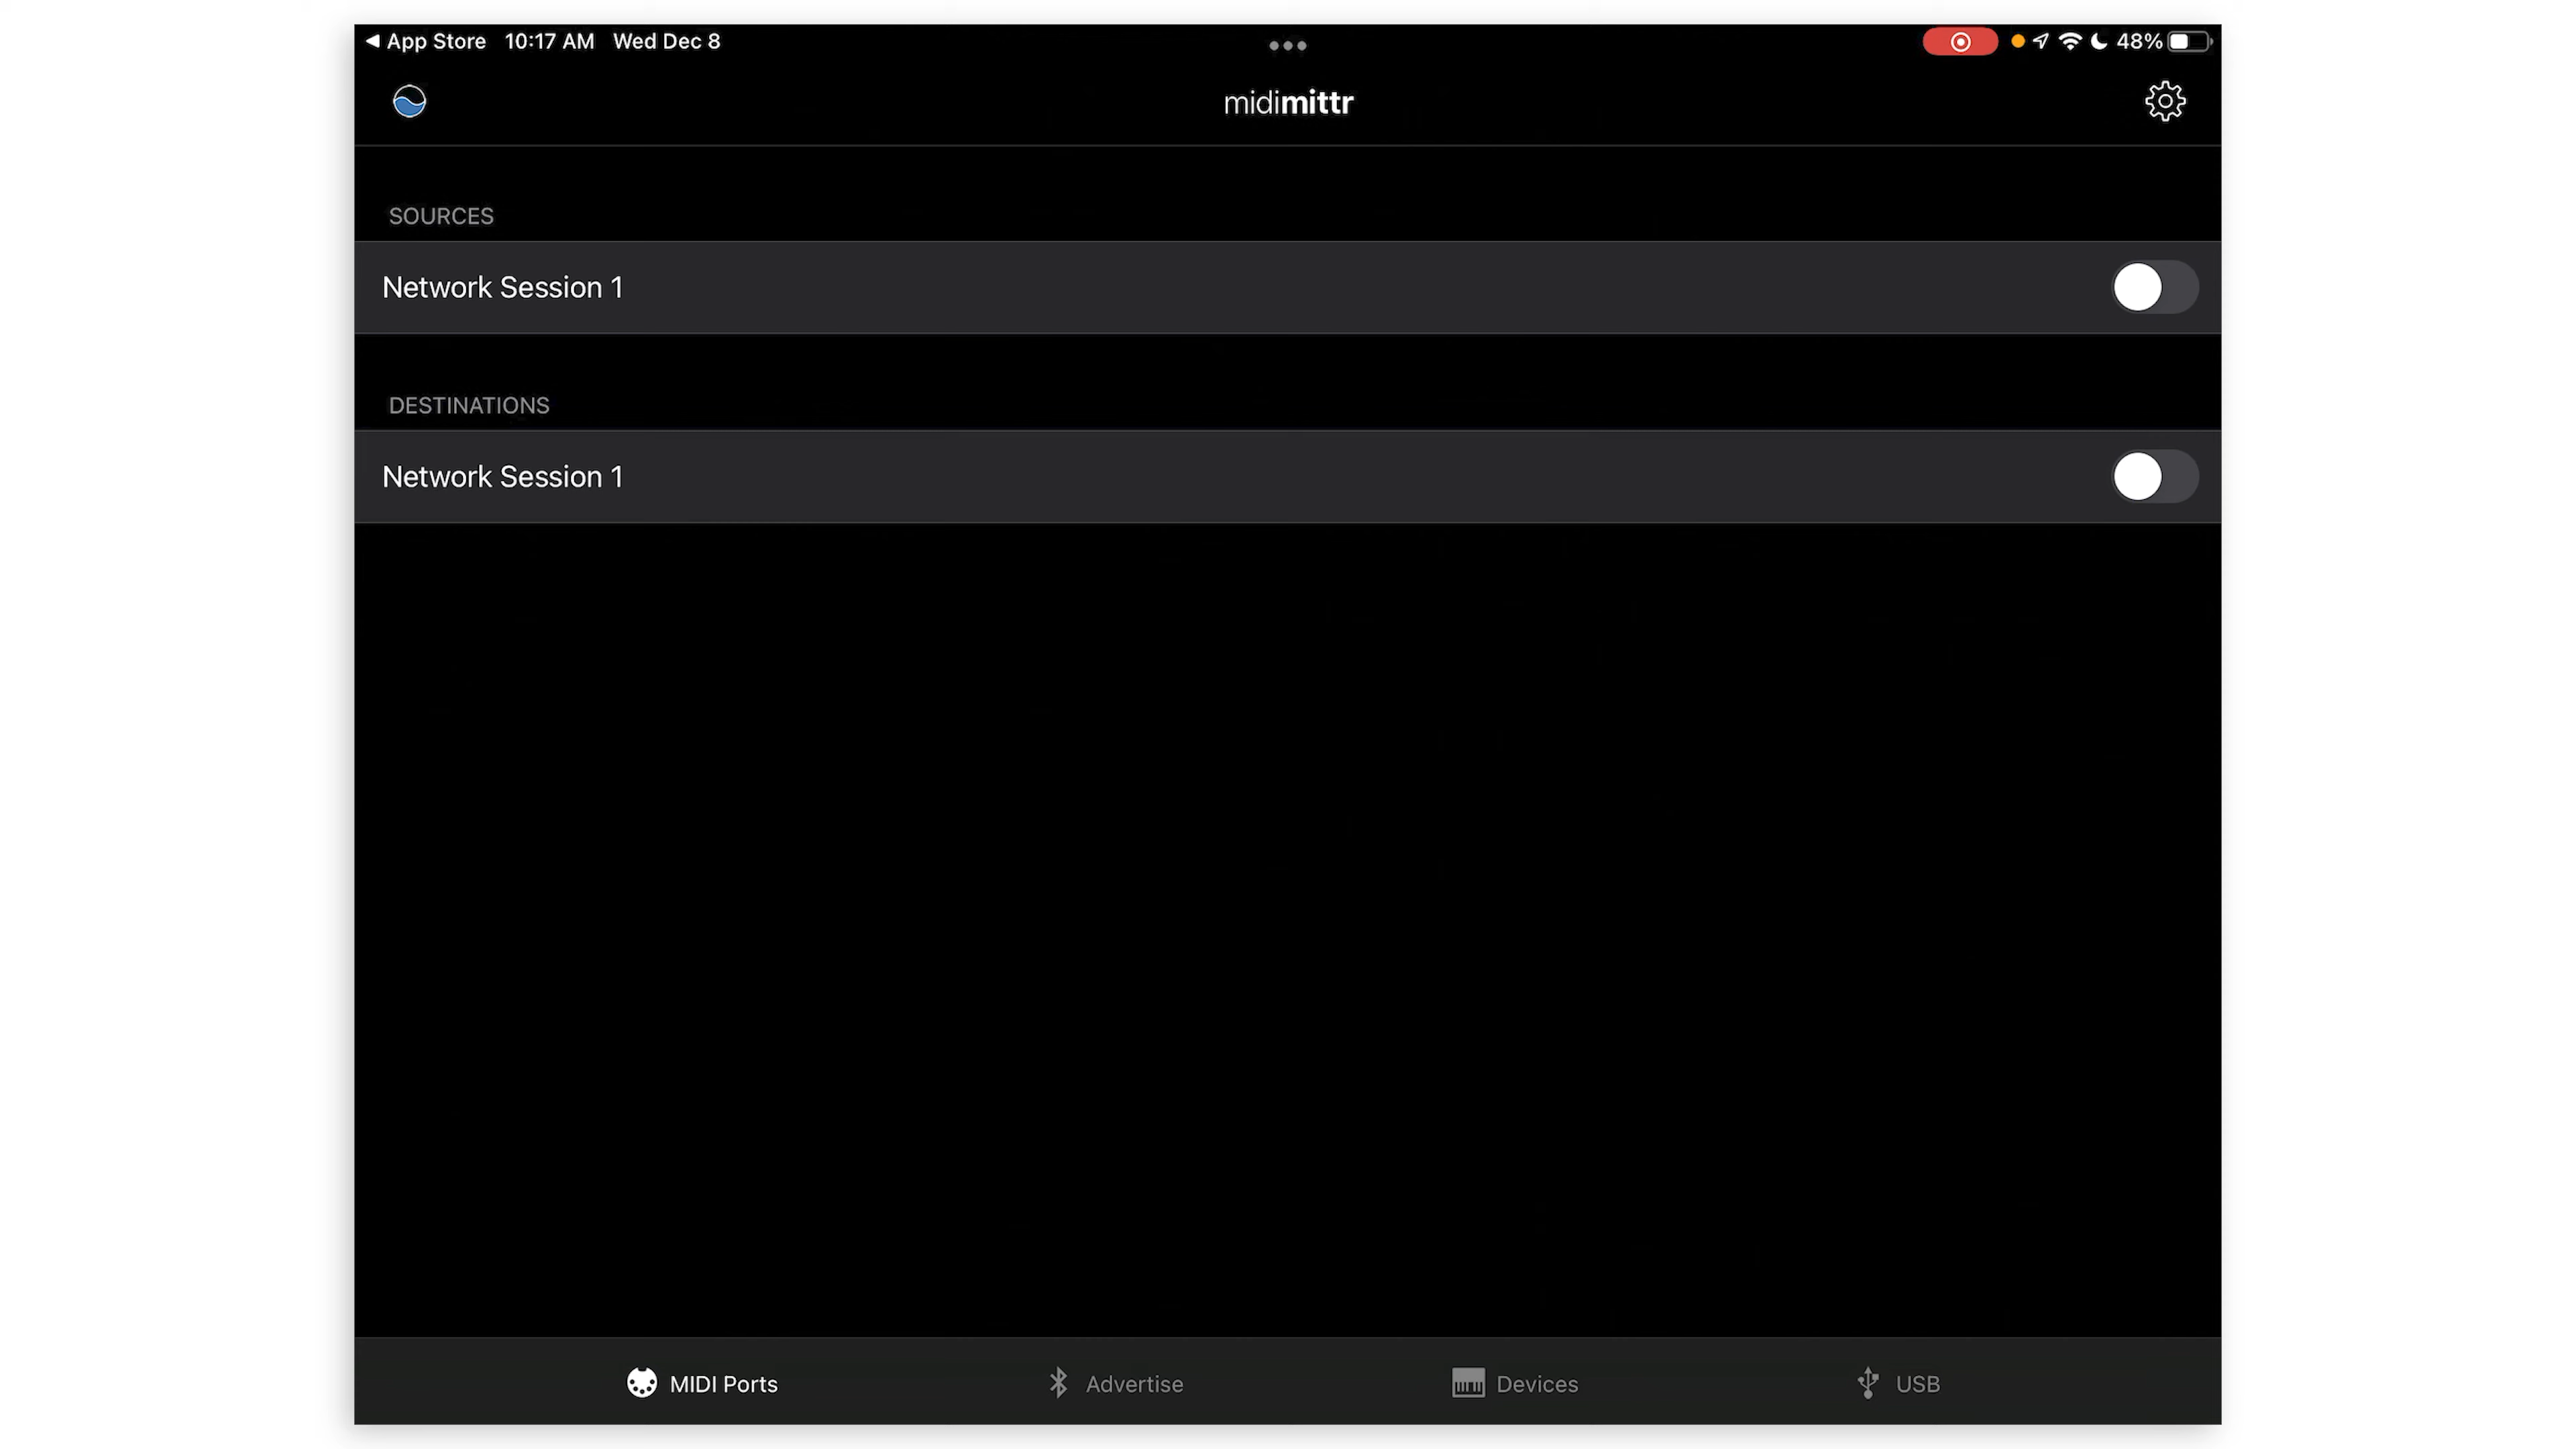 App Store 10:17 AM Wed Dec 8 48%
midimittr
SOURCES
Network Session 1
DESTINATIONS
Network Session 1
MIDI Ports Advertise Devices USB